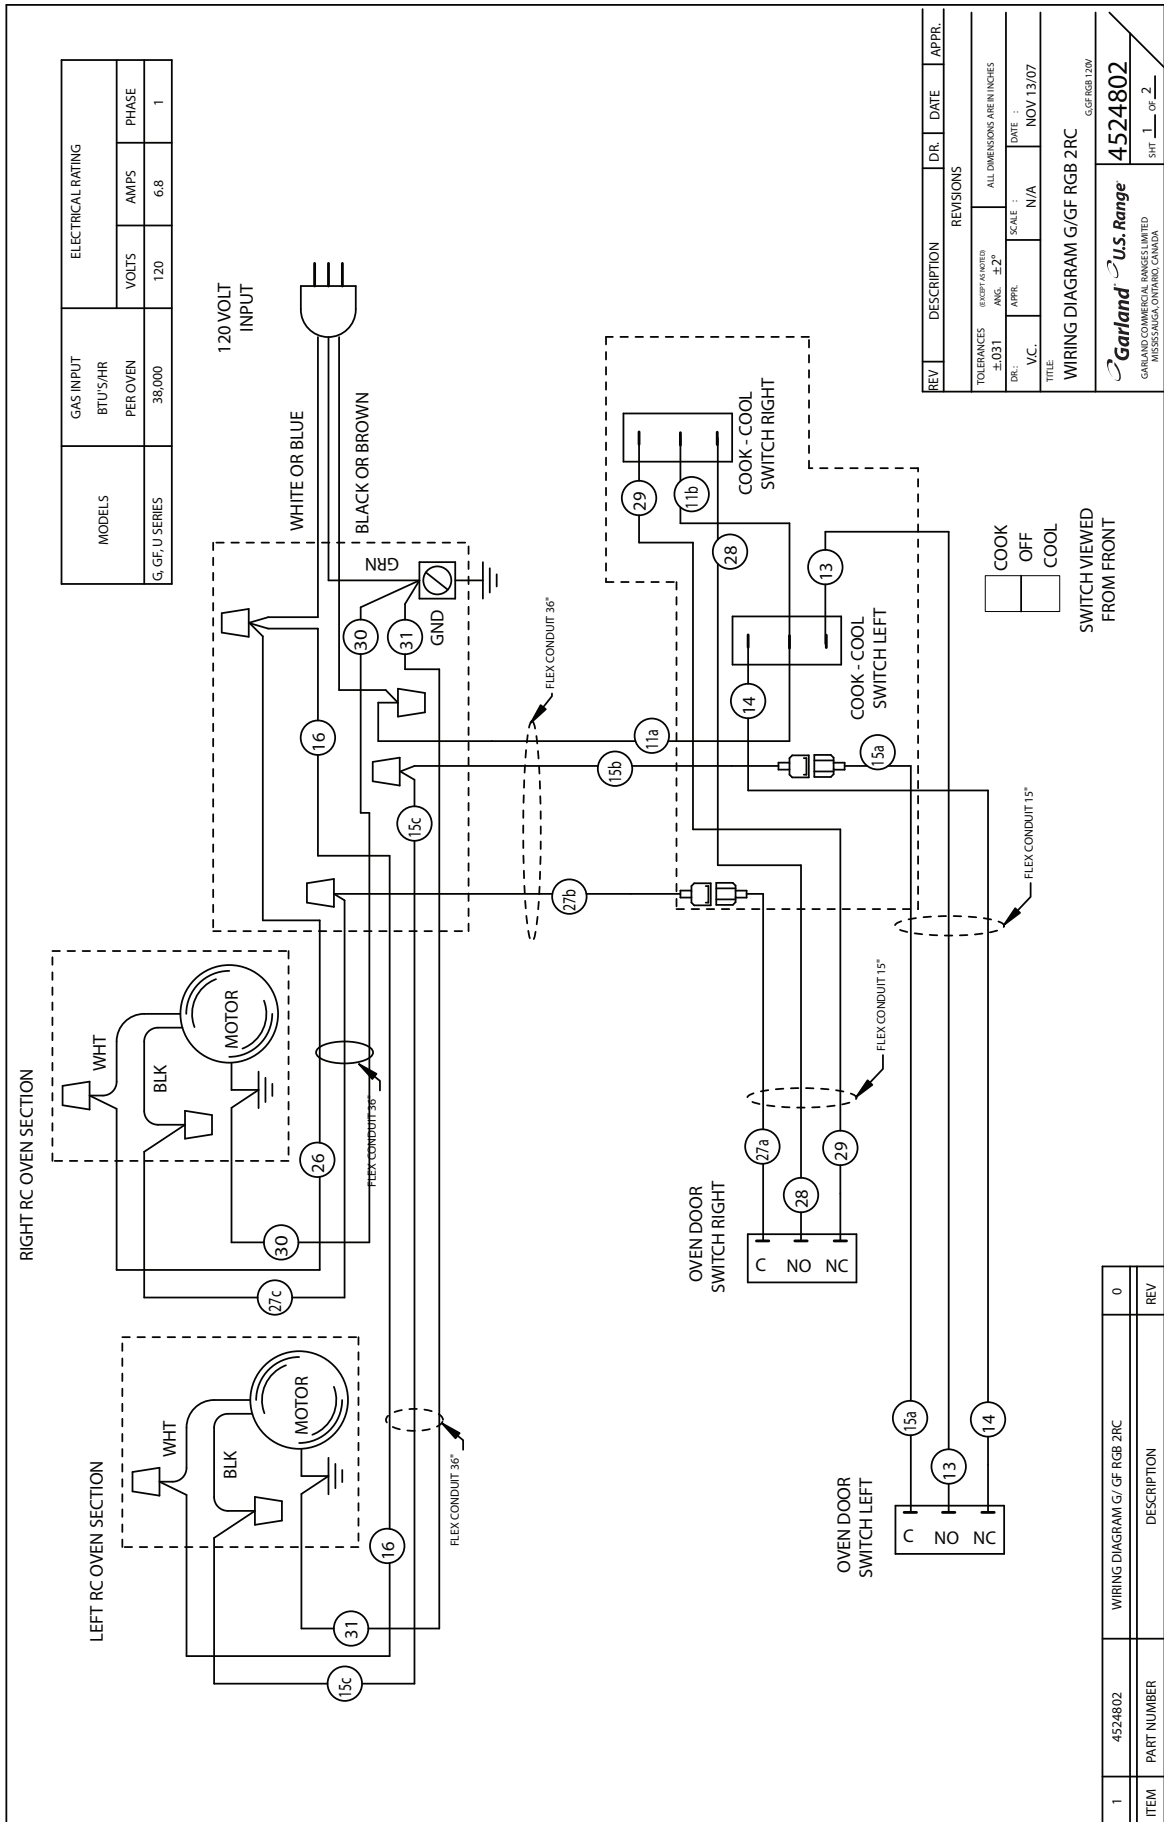 MODELS
GAS INPUT
BTU'S/HR
PER OVEN
ELECTRICAL RATING
VOLTS
AMPS
PHASE
G, GF, U SERIES
38,000
120
6.8
1
RIGHT RC OVEN SECTION
WHT
BLK
MOTOR
30
27c
26
FLEX CONDUIT 36"
LEFT RC OVEN SECTION
WHT
BLK
MOTOR
31
15c
16
FLEX CONDUIT 36"
120 VOLT
INPUT
WHITE OR BLUE
BLACK OR BROWN
GRN
GND
16
30
31
15c
27b
15b
11a
FLEX CONDUIT 36"
COOK - COOL
SWITCH RIGHT
29
11b
28
COOK - COOL
SWITCH LEFT
14
13
15a
OVEN DOOR
SWITCH RIGHT
C
NO
NC
27a
28
29
FLEX CONDUIT 15"
OVEN DOOR
SWITCH LEFT
C
NO
NC
15a
13
14
FLEX CONDUIT 15"
COOK
OFF
COOL
SWITCH VIEWED
FROM FRONT
REV
DESCRIPTION
DR.
DATE
APPR.
REVISIONS
TOLERANCES
(EXCEPT AS NOTED)
±.031
ANG. ±2°
ALL DIMENSIONS ARE IN INCHES
DR.:
V.C.
APPR.
SCALE :
N/A
DATE :
NOV 13/07
TITLE:
WIRING DIAGRAM G/GF RGB 2RC
G,GF RGB 120V
Garland U.S. Range
GARLAND COMMERCIAL RANGES LIMITED
MISSISSAUGA, ONTARIO, CANADA
4524802
SHT 1 OF 2
1
4524802
WIRING DIAGRAM G/ GF RGB 2RC
0
ITEM
PART NUMBER
DESCRIPTION
REV